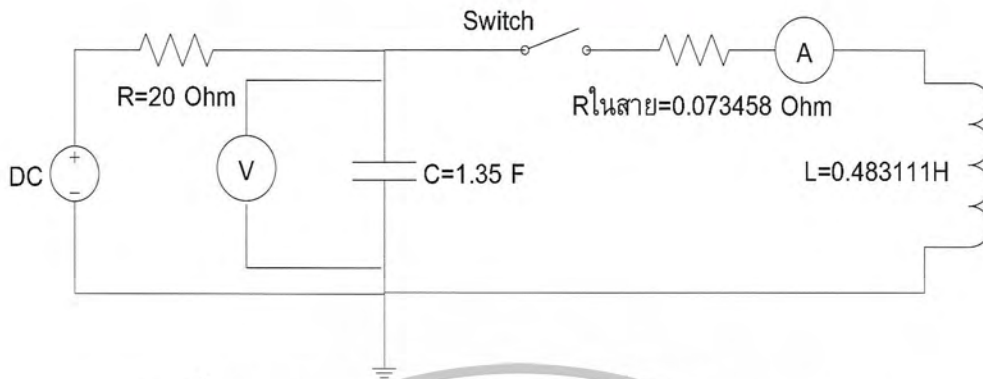 Switch
A
R=20 Ohm
Rในสาย=0.073458 Ohm
DC
+
−
V
C=1.35 F
L=0.483111H